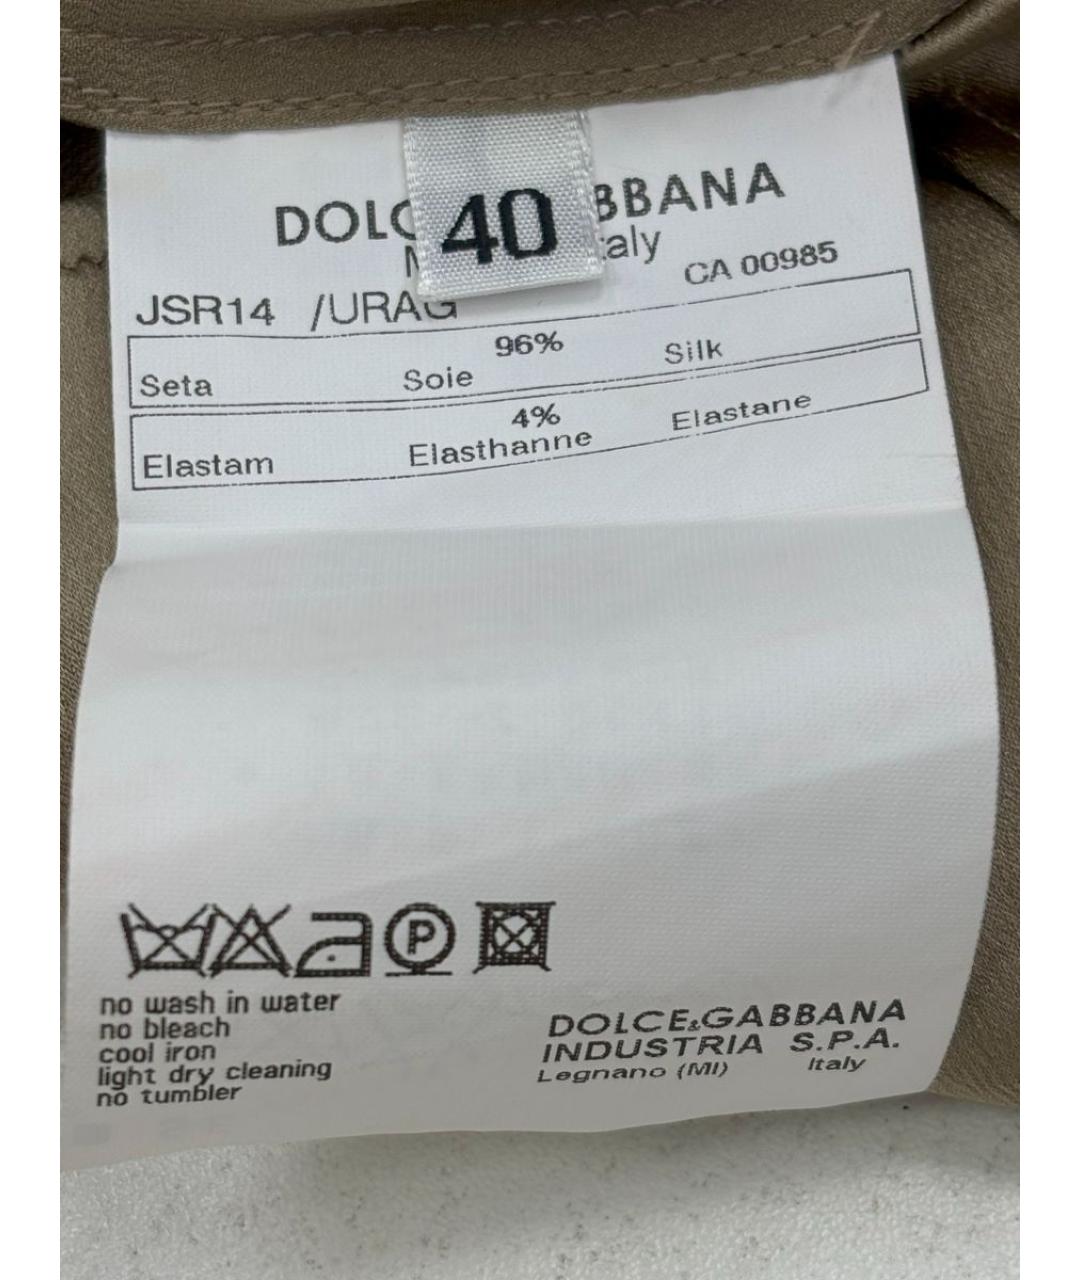 DOLC 40 BBANA
M aly
CA 00985
JSR14 /URAG
96%
Seta Soie Silk
4%
Elastam Elasthanne Elastane
P
no wash in water
no bleach
cool iron
light dry cleaning
no tumbler
DOLCE&GABBANA
INDUSTRIA S.P.A.
Legnano (MI) Italy